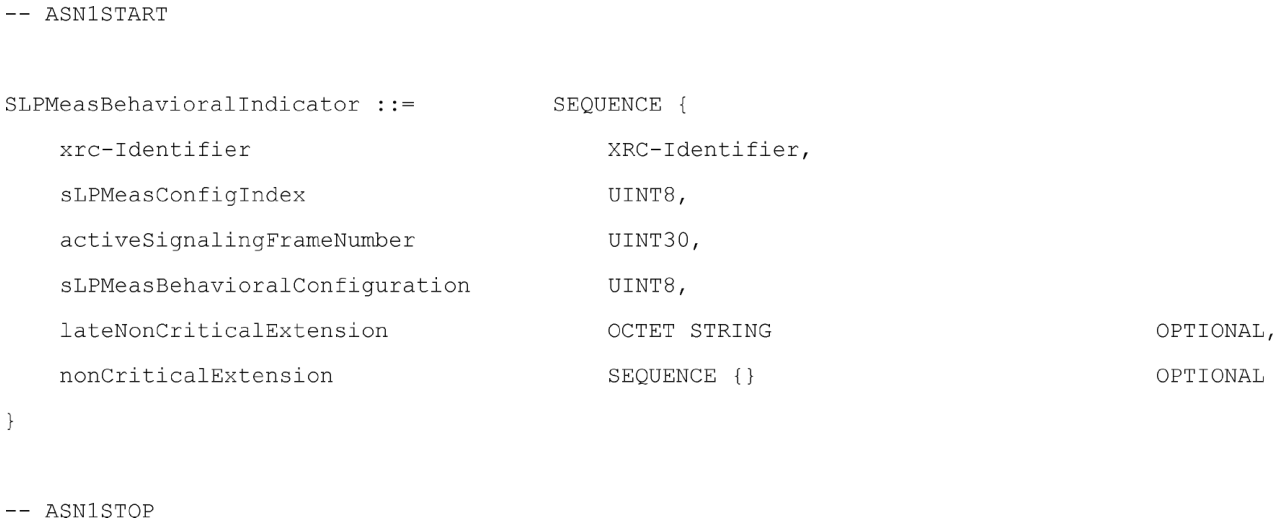 -- ASN1START
SLPMeasBehavioralIndicator ::= SEQUENCE {
xrc-Identifier XRC-Identifier,
sLPMeasConfigIndex UINT8,
activeSignalingFrameNumber UINT30,
sLPMeasBehavioralConfiguration UINT8,
lateNonCriticalExtension OCTET STRING OPTIONAL,
nonCriticalExtension SEQUENCE {} OPTIONAL
}
-- ASN1STOP